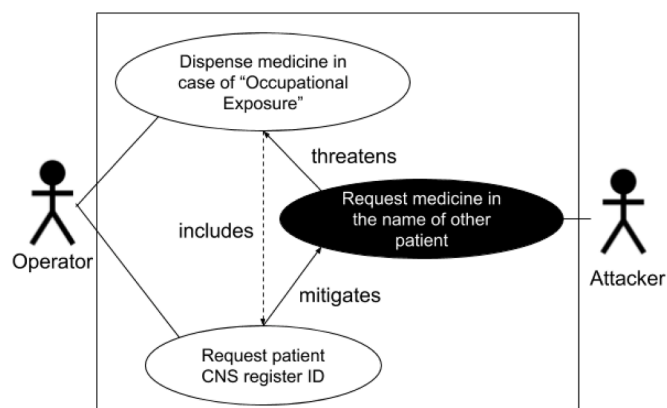 Dispense medicine in
case of “Occupational
Exposure”
threatens
Request medicine in
the name of other
patient
includes
Operator
Attacker
mitigates
Request patient
CNS register ID